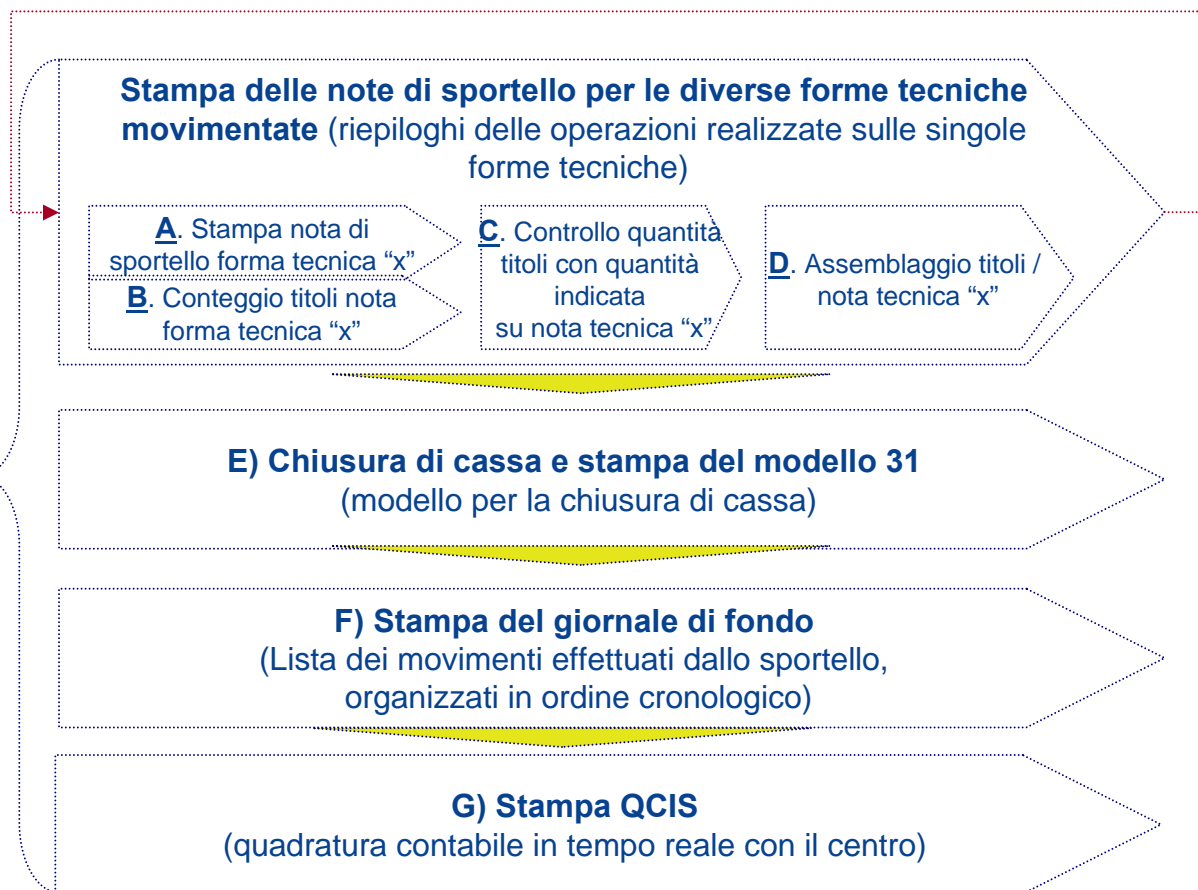 Stampa delle note di sportello per le diverse forme tecniche
movimentate (riepiloghi delle operazioni realizzate sulle singole
forme tecniche)
A. Stampa nota di
sportello forma tecnica “x”
B. Conteggio titoli nota
forma tecnica “x”
C. Controllo quantità
titoli con quantità
indicata
su nota tecnica “x”
D. Assemblaggio titoli /
nota tecnica “x”
E) Chiusura di cassa e stampa del modello 31
(modello per la chiusura di cassa)
F) Stampa del giornale di fondo
(Lista dei movimenti effettuati dallo sportello,
organizzati in ordine cronologico)
G) Stampa QCIS
(quadratura contabile in tempo reale con il centro)